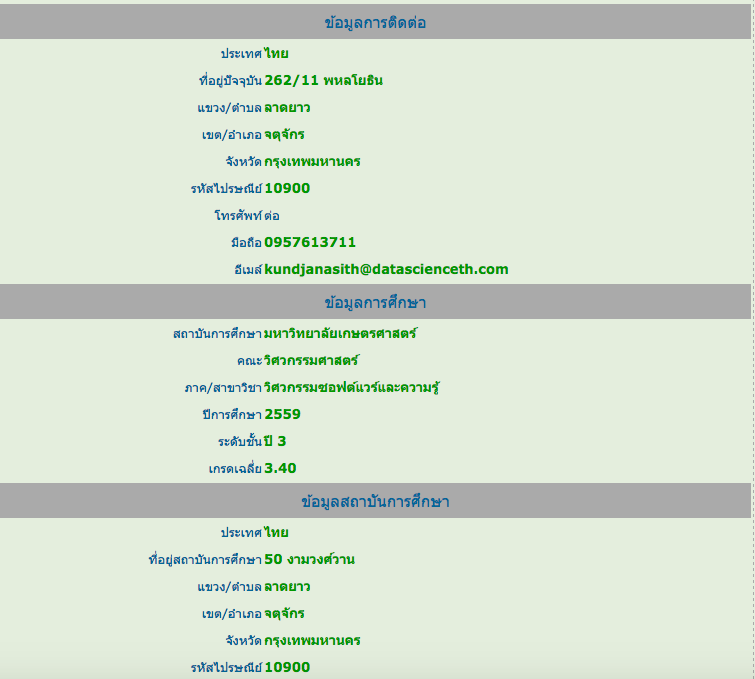 ข้อมูลการติดต่อ
ประเทศ ไทย
ที่อยู่ปัจจุบัน 262/11 พหลโยธิน
แขวง/ตำบล ลาดยาว
เขต/อำเภอ จตุจักร
จังหวัด กรุงเทพมหานคร
รหัสไปรษณีย์ 10900
โทรศัพท์ ต่อ
มือถือ 0957613711
อีเมล์ kundjanasith@datascienceth.com
ข้อมูลการศึกษา
สถาบันการศึกษา มหาวิทยาลัยเกษตรศาสตร์
คณะ วิศวกรรมศาสตร์
ภาค/สาขาวิชา วิศวกรรมซอฟต์แวร์และความรู้
ปีการศึกษา 2559
ระดับชั้น ปี 3
เกรดเฉลี่ย 3.40
ข้อมูลสถาบันการศึกษา
ประเทศ ไทย
ที่อยู่สถาบันการศึกษา 50 งามวงศ์วาน
แขวง/ตำบล ลาดยาว
เขต/อำเภอ จตุจักร
จังหวัด กรุงเทพมหานคร
รหัสไปรษณีย์ 10900